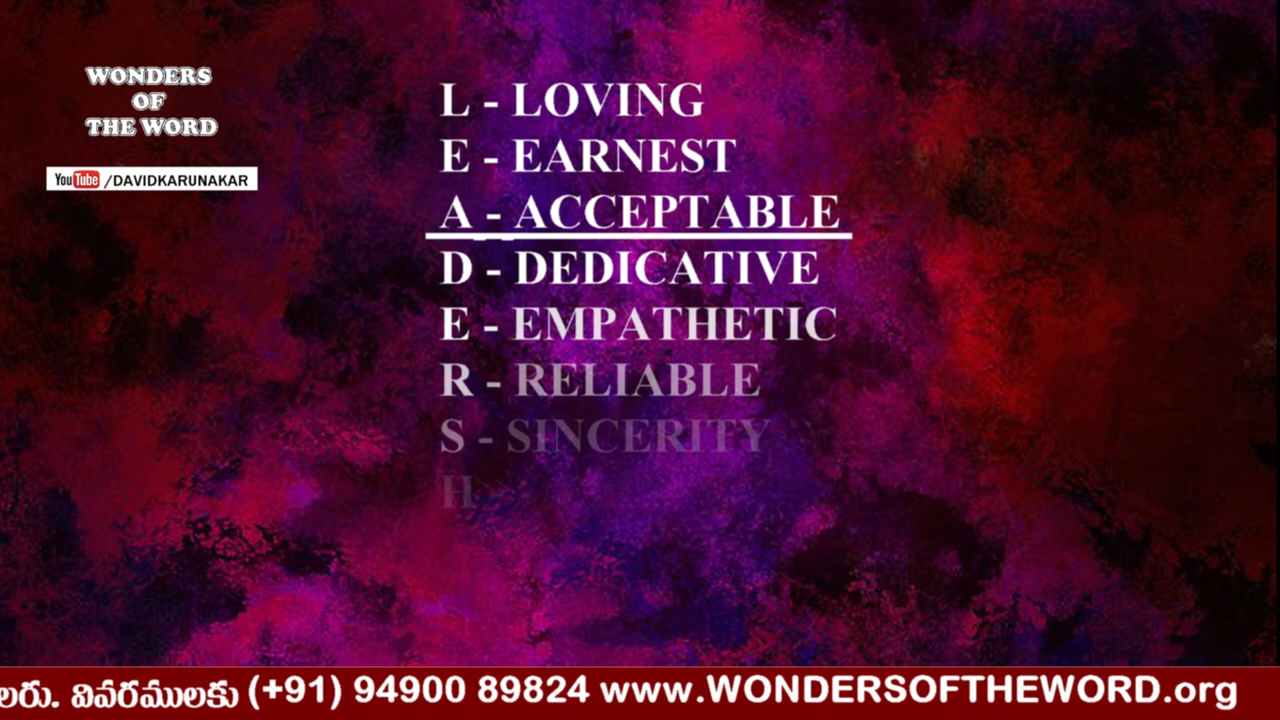 WONDERS
OF
THE WORD
YouTube /DAVIDKARUNAKAR
L - LOVING
E - EARNEST
A - ACCEPTABLE
D - DEDICATIVE
E - EMPATHETIC
R - RELIABLE
S - SINCERITY
H
లరు. వివరములకు (+91) 94900 89824 www.WONDERSOFTHEWORD.org